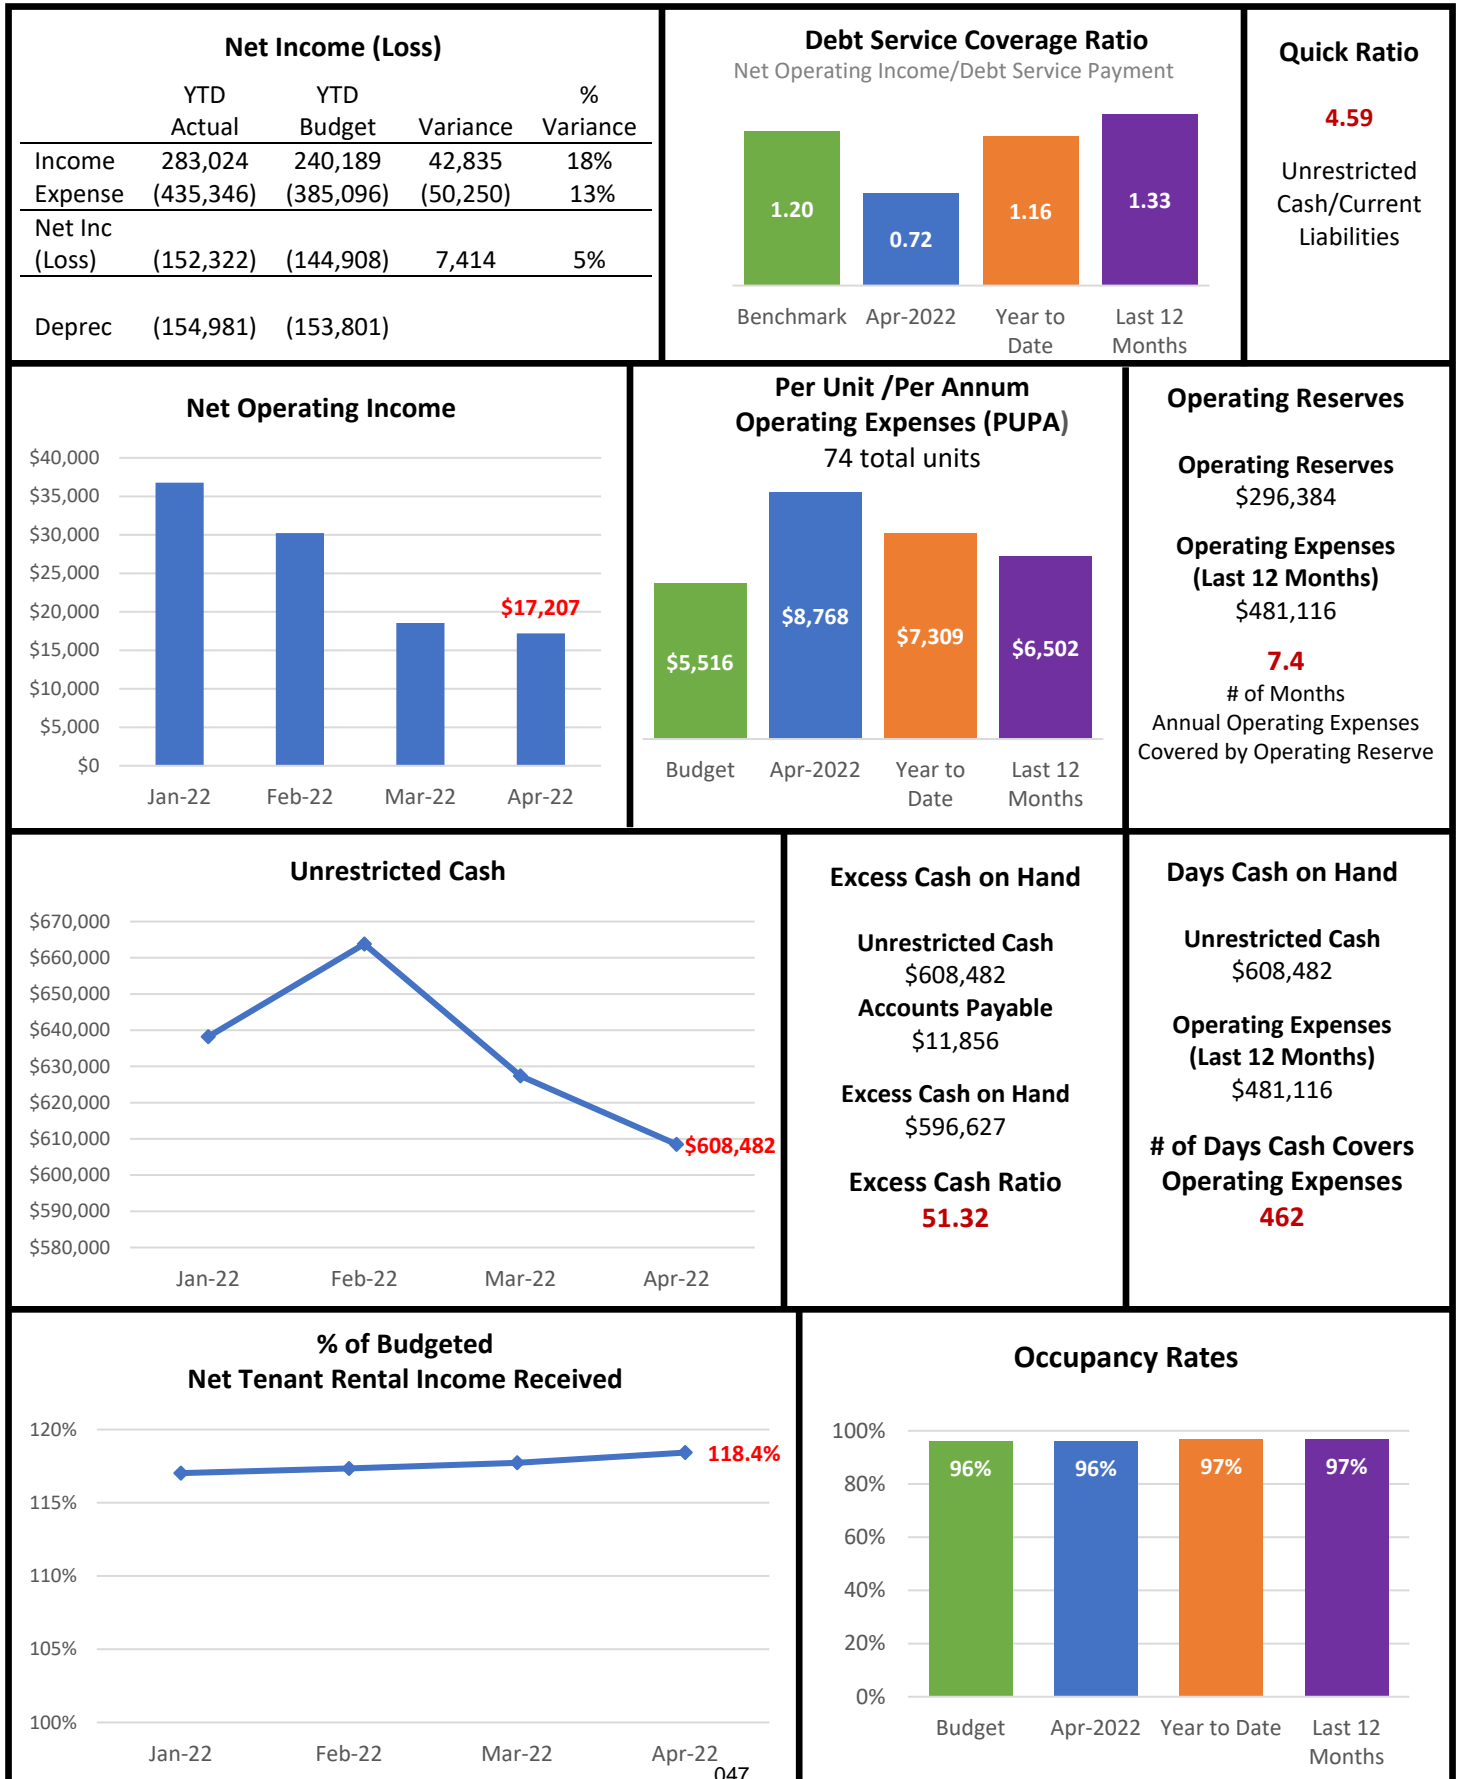 Net Income (Loss)
YTD YTD %
Actual Budget Variance Variance
Income 283,024 240,189 42,835 18%
Expense (435,346) (385,096) (50,250) 13%
Net Inc
(Loss) (152,322) (144,908) 7,414 5%
Deprec (154,981) (153,801)
Debt Service Coverage Ratio
Net Operating Income/Debt Service Payment
1.20
0.72
1.16
1.33
Benchmark Apr-2022 Year to Last 12
Date Months
Quick Ratio
4.59
Unrestricted
Cash/Current
Liabilities
Net Operating Income
$40,000
$35,000
$30,000
$25,000
$20,000
$15,000
$10,000
$5,000
$0
$17,207
Jan-22 Feb-22 Mar-22 Apr-22
Per Unit /Per Annum
Operating Expenses (PUPA)
74 total units
$5,516
$8,768
$7,309
$6,502
Budget Apr-2022 Year to Last 12
Date Months
Operating Reserves
Operating Reserves
$296,384
Operating Expenses
(Last 12 Months)
$481,116
7.4
# of Months
Annual Operating Expenses
Covered by Operating Reserve
Unrestricted Cash
$670,000
$660,000
$650,000
$640,000
$630,000
$620,000
$610,000
$600,000
$590,000
$580,000
$608,482
Jan-22 Feb-22 Mar-22 Apr-22
Excess Cash on Hand
Unrestricted Cash
$608,482
Accounts Payable
$11,856
Excess Cash on Hand
$596,627
Excess Cash Ratio
51.32
Days Cash on Hand
Unrestricted Cash
$608,482
Operating Expenses
(Last 12 Months)
$481,116
# of Days Cash Covers
Operating Expenses
462
% of Budgeted
Net Tenant Rental Income Received
120%
115%
110%
105%
100%
118.4%
Jan-22 Feb-22 Mar-22 Apr-22
Occupancy Rates
100%
80%
60%
40%
20%
0%
96% 96% 97% 97%
Budget Apr-2022 Year to Date Last 12
Months
047